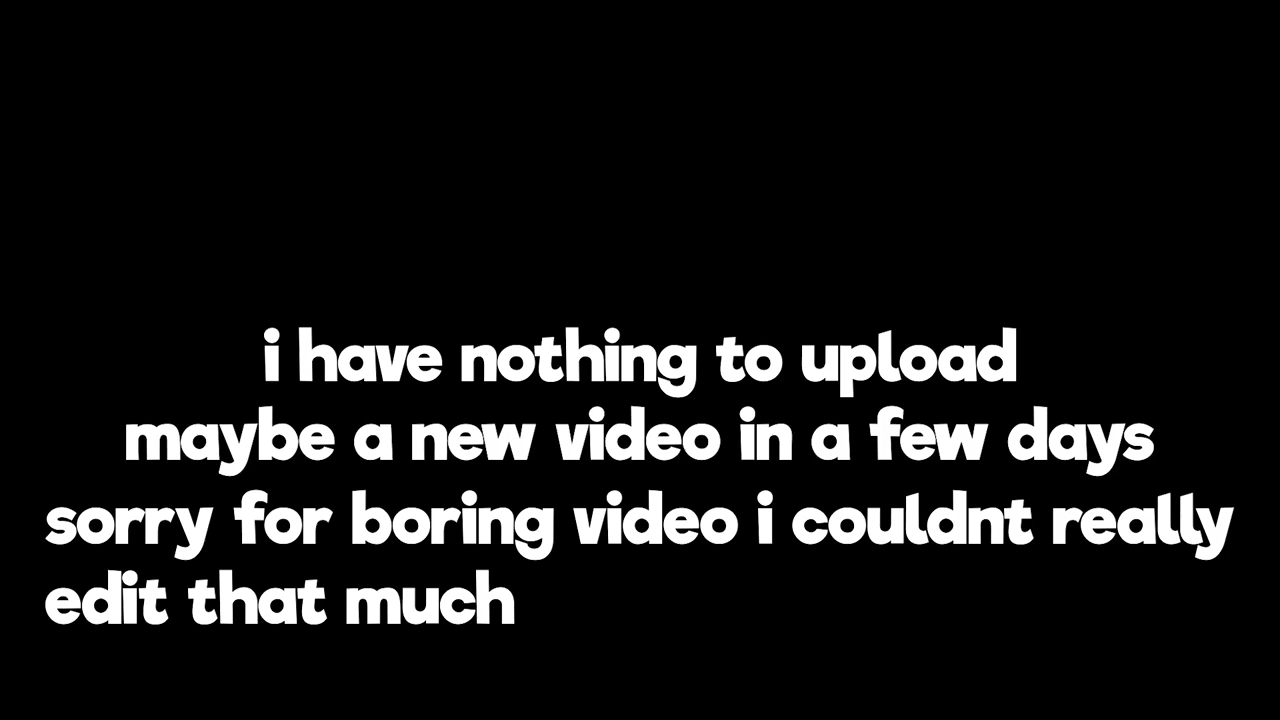 i have nothing to upload
maybe a new video in a few days
sorry for boring video i couldnt really
edit that much